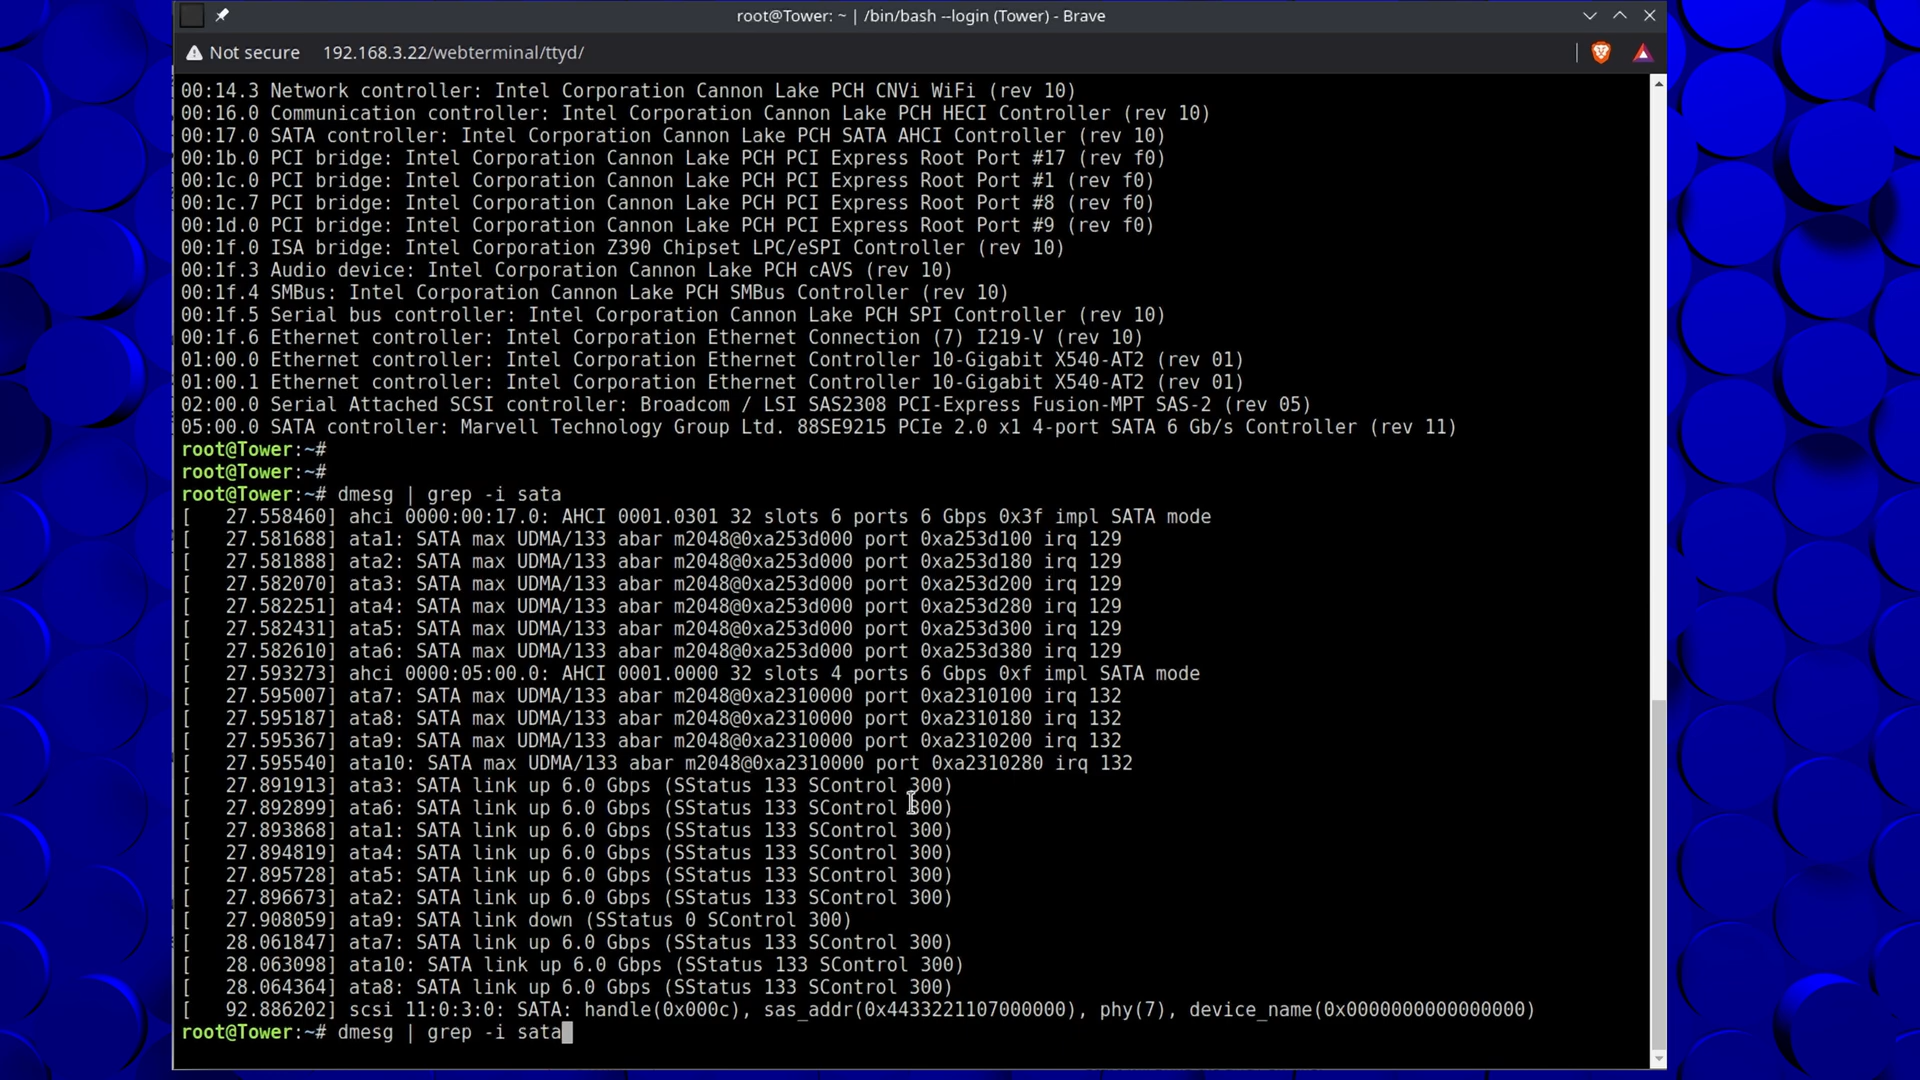 root@Tower: ~ | /bin/bash --login (Tower) - Brave
Not secure 192.168.3.22/webterminal/ttyd/
00:14.3 Network controller: Intel Corporation Cannon Lake PCH CNVi WiFi (rev 10)
00:16.0 Communication controller: Intel Corporation Cannon Lake PCH HECI Controller (rev 10)
00:17.0 SATA controller: Intel Corporation Cannon Lake PCH SATA AHCI Controller (rev 10)
00:1b.0 PCI bridge: Intel Corporation Cannon Lake PCH PCI Express Root Port #17 (rev f0)
00:1c.0 PCI bridge: Intel Corporation Cannon Lake PCH PCI Express Root Port #1 (rev f0)
00:1c.7 PCI bridge: Intel Corporation Cannon Lake PCH PCI Express Root Port #8 (rev f0)
00:1d.0 PCI bridge: Intel Corporation Cannon Lake PCH PCI Express Root Port #9 (rev f0)
00:1f.0 ISA bridge: Intel Corporation Z390 Chipset LPC/eSPI Controller (rev 10)
00:1f.3 Audio device: Intel Corporation Cannon Lake PCH cAVS (rev 10)
00:1f.4 SMBus: Intel Corporation Cannon Lake PCH SMBus Controller (rev 10)
00:1f.5 Serial bus controller: Intel Corporation Cannon Lake PCH SPI Controller (rev 10)
00:1f.6 Ethernet controller: Intel Corporation Ethernet Connection (7) I219-V (rev 10)
01:00.0 Ethernet controller: Intel Corporation Ethernet Controller 10-Gigabit X540-AT2 (rev 01)
01:00.1 Ethernet controller: Intel Corporation Ethernet Controller 10-Gigabit X540-AT2 (rev 01)
02:00.0 Serial Attached SCSI controller: Broadcom / LSI SAS2308 PCI-Express Fusion-MPT SAS-2 (rev 05)
05:00.0 SATA controller: Marvell Technology Group Ltd. 88SE9215 PCIe 2.0 x1 4-port SATA 6 Gb/s Controller (rev 11)
root@Tower:~#
root@Tower:~#
root@Tower:~# dmesg | grep -i sata
[   27.558460] ahci 0000:00:17.0: AHCI 0001.0301 32 slots 6 ports 6 Gbps 0x3f impl SATA mode
[   27.581688] ata1: SATA max UDMA/133 abar m2048@0xa253d000 port 0xa253d100 irq 129
[   27.581888] ata2: SATA max UDMA/133 abar m2048@0xa253d000 port 0xa253d180 irq 129
[   27.582070] ata3: SATA max UDMA/133 abar m2048@0xa253d000 port 0xa253d200 irq 129
[   27.582251] ata4: SATA max UDMA/133 abar m2048@0xa253d000 port 0xa253d280 irq 129
[   27.582431] ata5: SATA max UDMA/133 abar m2048@0xa253d000 port 0xa253d300 irq 129
[   27.582610] ata6: SATA max UDMA/133 abar m2048@0xa253d000 port 0xa253d380 irq 129
[   27.593273] ahci 0000:05:00.0: AHCI 0001.0000 32 slots 4 ports 6 Gbps 0xf impl SATA mode
[   27.595007] ata7: SATA max UDMA/133 abar m2048@0xa2310000 port 0xa2310100 irq 132
[   27.595187] ata8: SATA max UDMA/133 abar m2048@0xa2310000 port 0xa2310180 irq 132
[   27.595367] ata9: SATA max UDMA/133 abar m2048@0xa2310000 port 0xa2310200 irq 132
[   27.595540] ata10: SATA max UDMA/133 abar m2048@0xa2310000 port 0xa2310280 irq 132
[   27.891913] ata3: SATA link up 6.0 Gbps (SStatus 133 SControl 300)
[   27.892899] ata6: SATA link up 6.0 Gbps (SStatus 133 SControl 300)
[   27.893868] ata1: SATA link up 6.0 Gbps (SStatus 133 SControl 300)
[   27.894819] ata4: SATA link up 6.0 Gbps (SStatus 133 SControl 300)
[   27.895728] ata5: SATA link up 6.0 Gbps (SStatus 133 SControl 300)
[   27.896673] ata2: SATA link up 6.0 Gbps (SStatus 133 SControl 300)
[   27.908059] ata9: SATA link down (SStatus 0 SControl 300)
[   28.061847] ata7: SATA link up 6.0 Gbps (SStatus 133 SControl 300)
[   28.063098] ata10: SATA link up 6.0 Gbps (SStatus 133 SControl 300)
[   28.064364] ata8: SATA link up 6.0 Gbps (SStatus 133 SControl 300)
[   92.886202] scsi 11:0:3:0: SATA: handle(0x000c), sas_addr(0x4433221107000000), phy(7), device_name(0x0000000000000000)
root@Tower:~# dmesg | grep -i sata